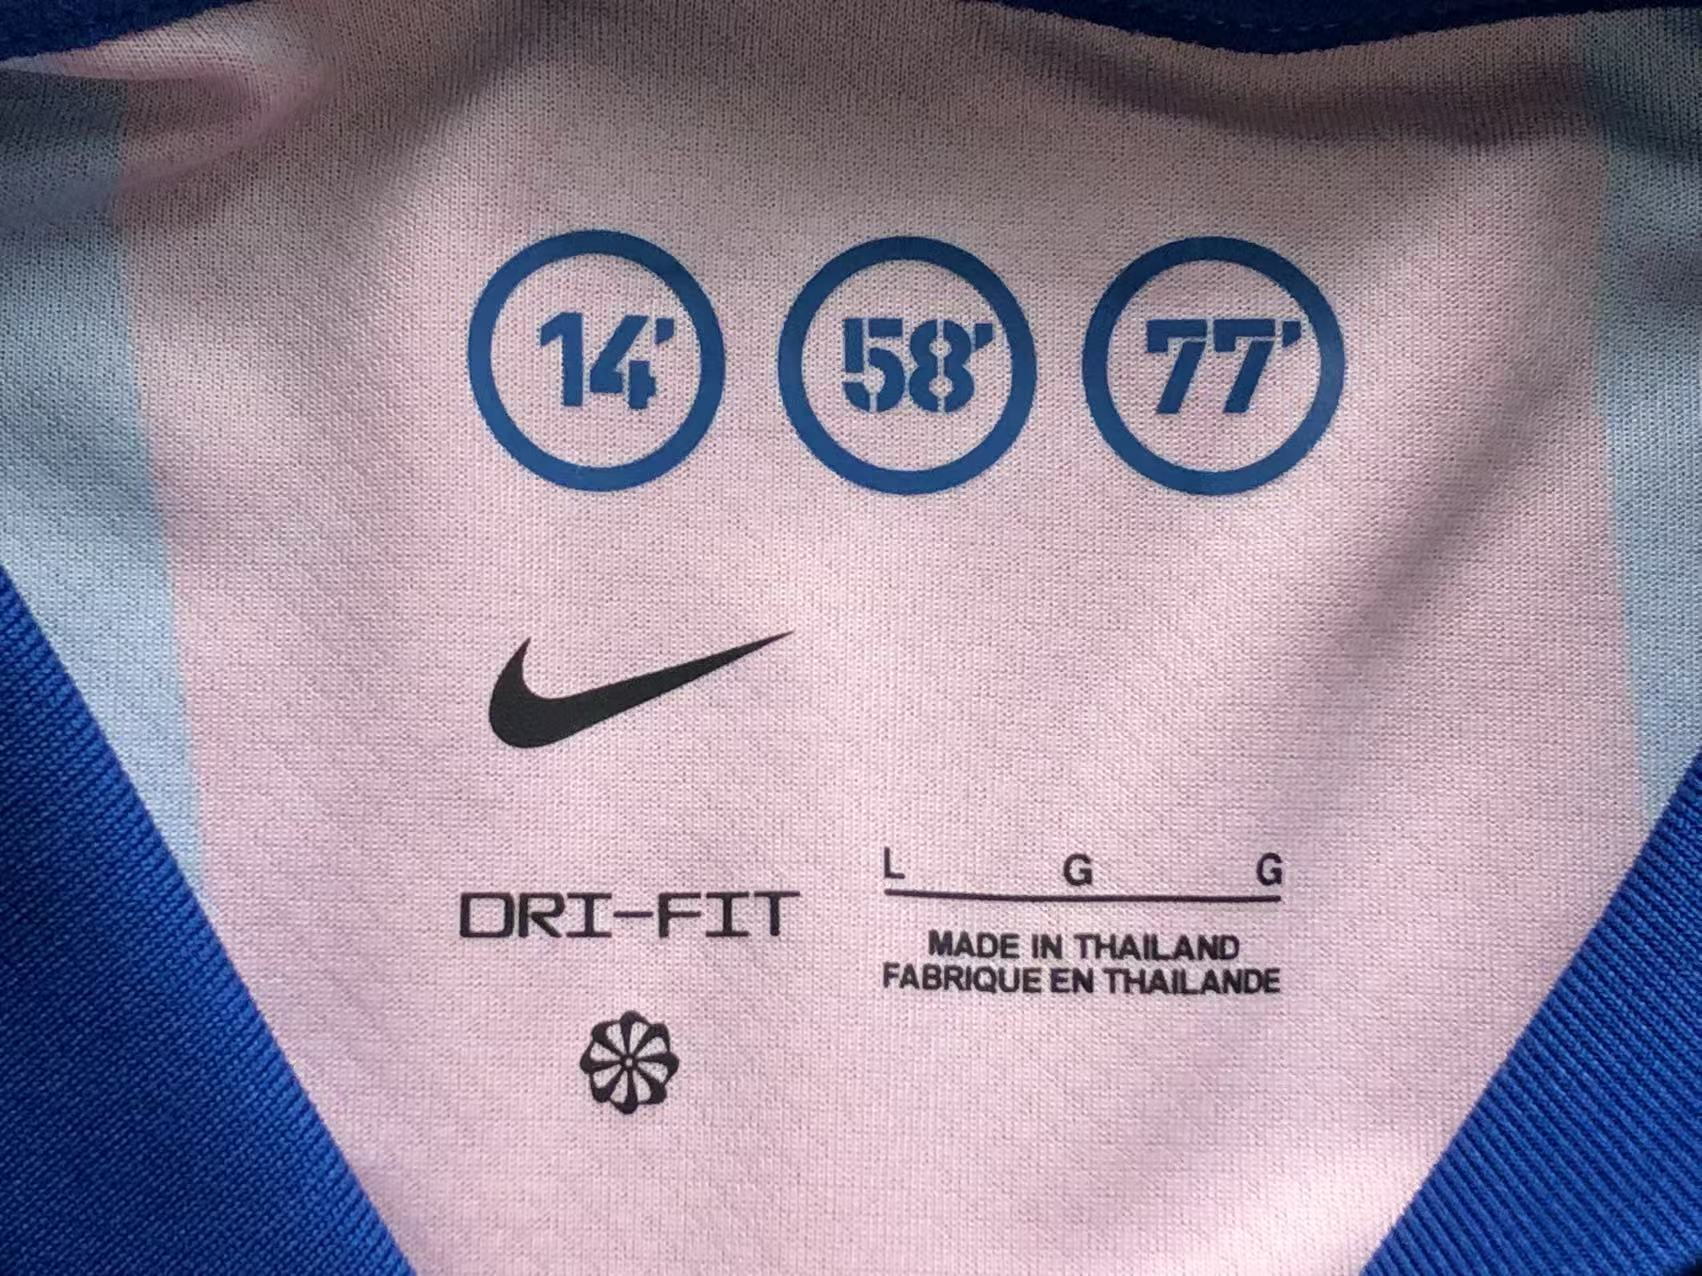 14' 58' 77'
DRI-FIT
L G G
MADE IN THAILAND
FABRIQUE EN THAILANDE